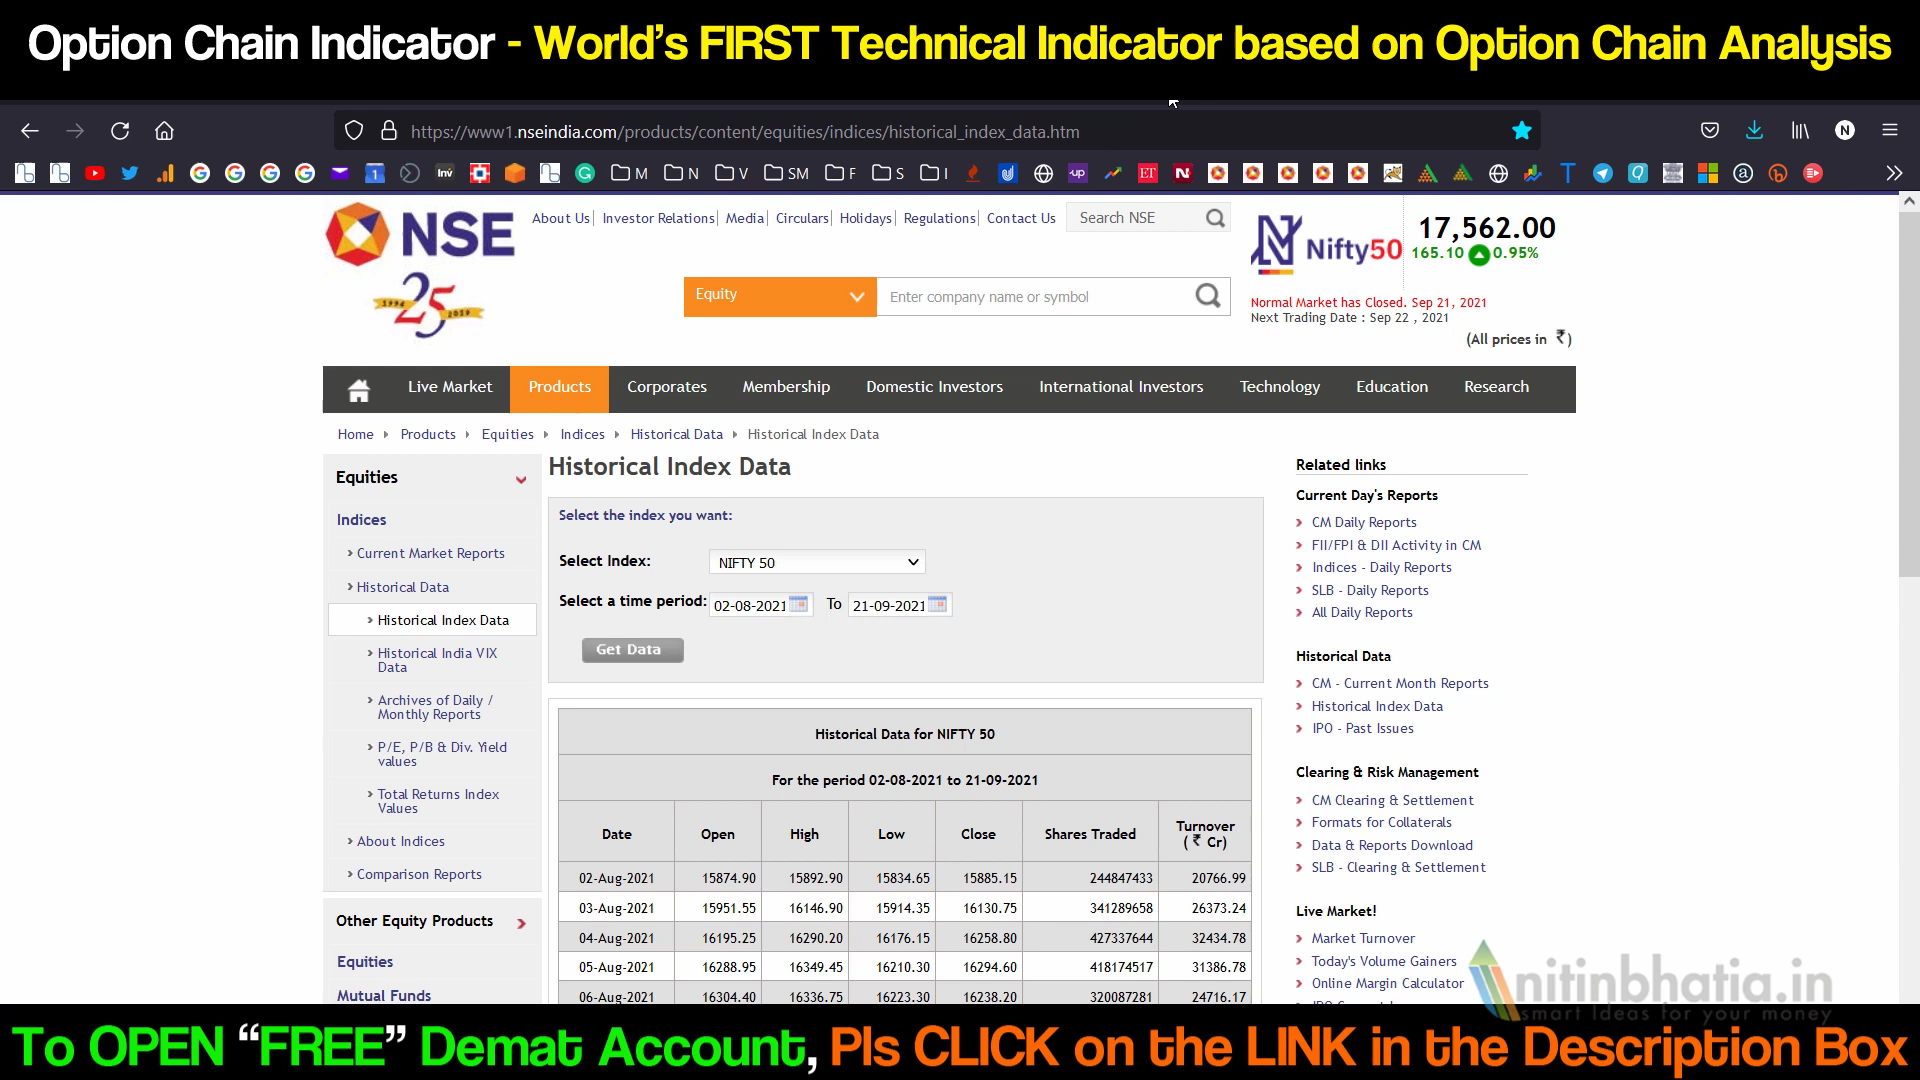 Option Chain Indicator - World's FIRST Technical Indicator based on Option Chain Analysis
https://www1.nseindia.com/products/content/equities/indices/historical_index_data.htm
M N V SM F S I
NSE
About Us| Investor Relations| Media| Circulars| Holidays| Regulations| Contact Us
Search NSE
Nifty50
17,562.00
165.10 0.95%
1994 25 2019
Equity
Enter company name or symbol
Normal Market has Closed. Sep 21, 2021
Next Trading Date : Sep 22 , 2021
(All prices in ₹)
Live Market Products Corporates Membership Domestic Investors International Investors Technology Education Research
Home Products Equities Indices Historical Data Historical Index Data
Equities
Indices
Current Market Reports
Historical Data
Historical Index Data
Historical India VIX
Data
Archives of Daily /
Monthly Reports
P/E, P/B & Div. Yield
values
Total Returns Index
Values
About Indices
Comparison Reports
Other Equity Products
Equities
Mutual Funds
Historical Index Data
Select the index you want:
Select Index: NIFTY 50
Select a time period: 02-08-2021 To 21-09-2021
Get Data
Historical Data for NIFTY 50
For the period 02-08-2021 to 21-09-2021
Date Open High Low Close Shares Traded Turnover ( ₹ Cr)
02-Aug-2021 15874.90 15892.90 15834.65 15885.15 244847433 20766.99
03-Aug-2021 15951.55 16146.90 15914.35 16130.75 341289658 26373.24
04-Aug-2021 16195.25 16290.20 16176.15 16258.80 427337644 32434.78
05-Aug-2021 16288.95 16349.45 16210.30 16294.60 418174517 31386.78
06-Aug-2021 16304.40 16336.75 16223.30 16238.20 320087281 24716.17
Related links
Current Day's Reports
CM Daily Reports
FII/FPI & DII Activity in CM
Indices - Daily Reports
SLB - Daily Reports
All Daily Reports
Historical Data
CM - Current Month Reports
Historical Index Data
IPO - Past Issues
Clearing & Risk Management
CM Clearing & Settlement
Formats for Collaterals
Data & Reports Download
SLB - Clearing & Settlement
Live Market!
Market Turnover
Today's Volume Gainers
Online Margin Calculator
nitinbhatia.in
smart Ideas for your money
To OPEN "FREE" Demat Account, Pls CLICK on the LINK in the Description Box